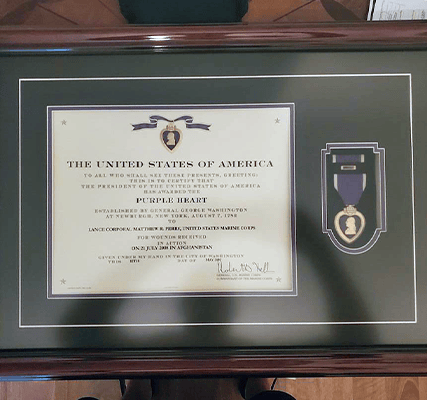 THE UNITED STATES OF AMERICA
TO ALL WHO SHALL SEE THESE PRESENTS, GREETING:
THIS IS TO CERTIFY THAT
THE PRESIDENT OF THE UNITED STATES OF AMERICA
HAS AWARDED THE
PURPLE HEART
ESTABLISHED BY GENERAL GEORGE WASHINGTON
AT NEWBURGH, NEW YORK, AUGUST 7, 1782
TO
LANCE CORPORAL MATTHEW UNITED STATES MARINE CORPS
FOR WOUNDS RECEIVED
IN ACTION
IN AFGHANISTAN
GIVEN UNDER MY HAND IN THE CITY OF WASHINGTON
THIS DAY OF